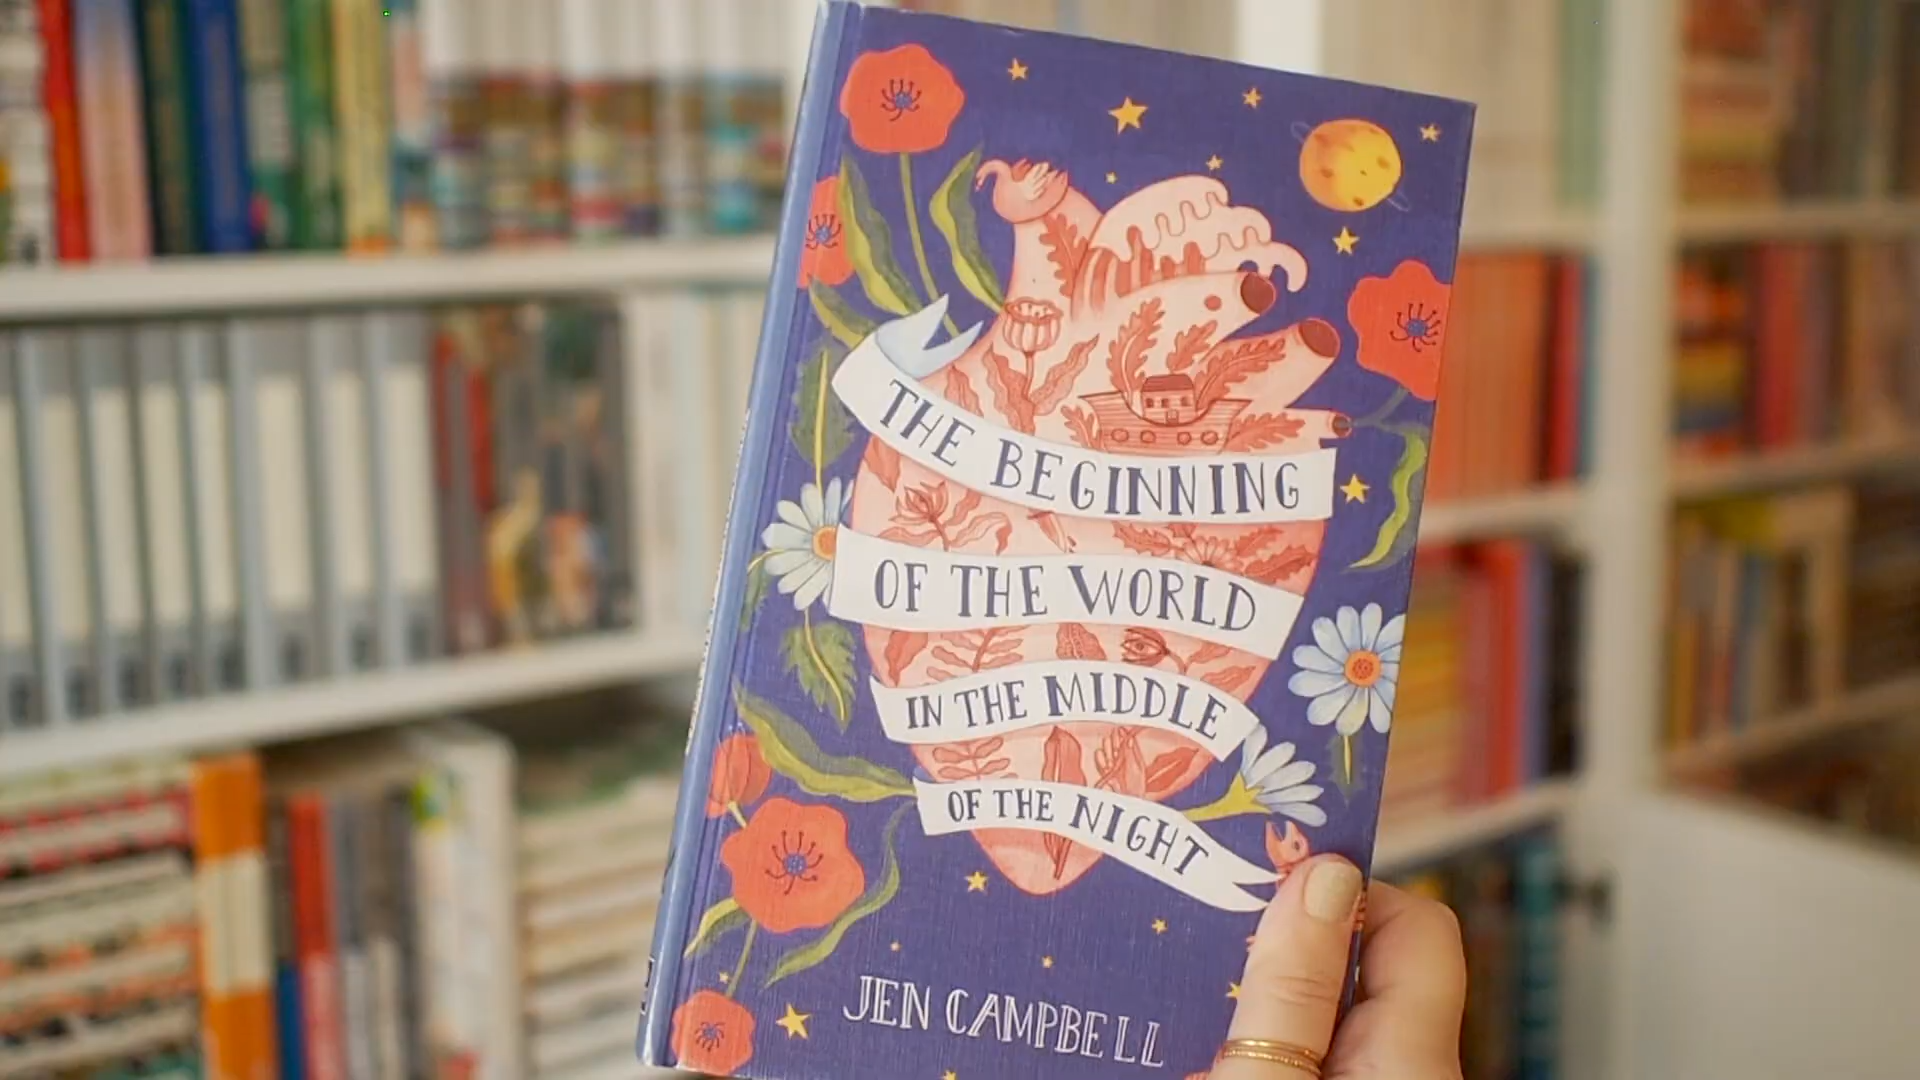 THE BEGINNING
OF THE WORLD
IN THE MIDDLE
OF THE NIGHT
JEN CAMPBELL